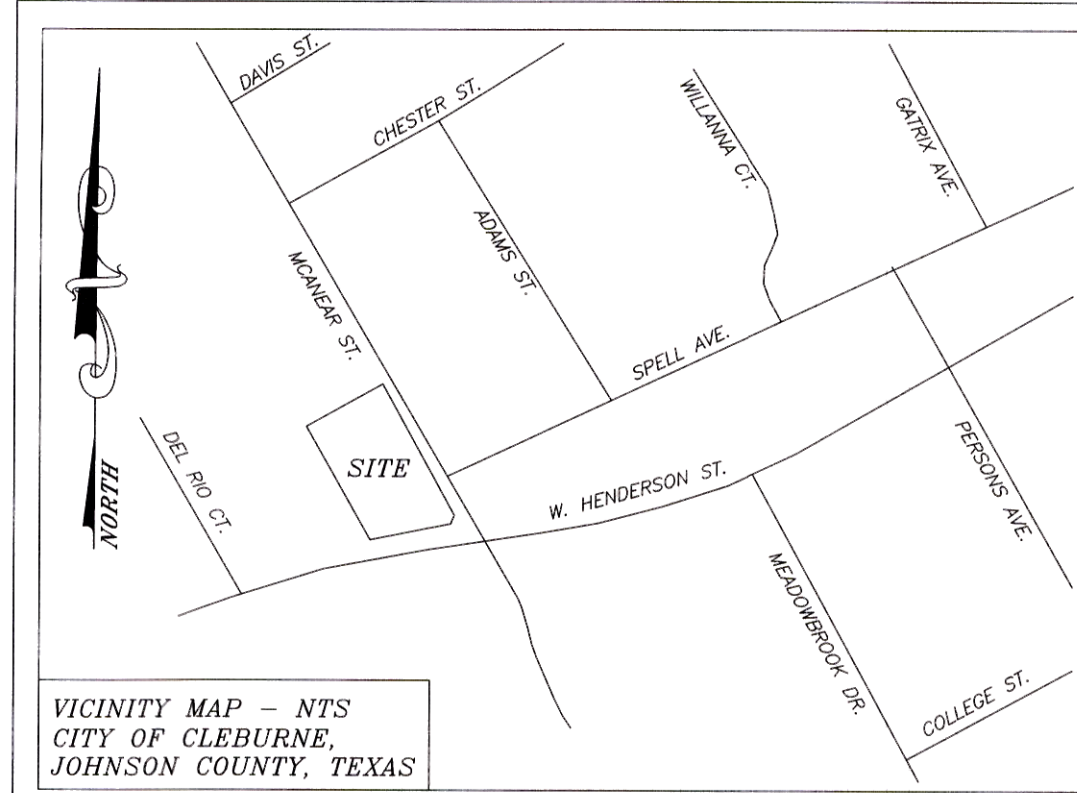 DAVIS ST.
CHESTER ST.
WILLANNA CT.
GATRIX AVE.
ADAMS ST.
MCANEAR ST.
SPELL AVE.
DEL RIO CT.
SITE
NORTH
W. HENDERSON ST.
PERSONS AVE.
MEADOWBROOK DR.
COLLEGE ST.
VICINITY MAP – NTS
CITY OF CLEBURNE,
JOHNSON COUNTY, TEXAS